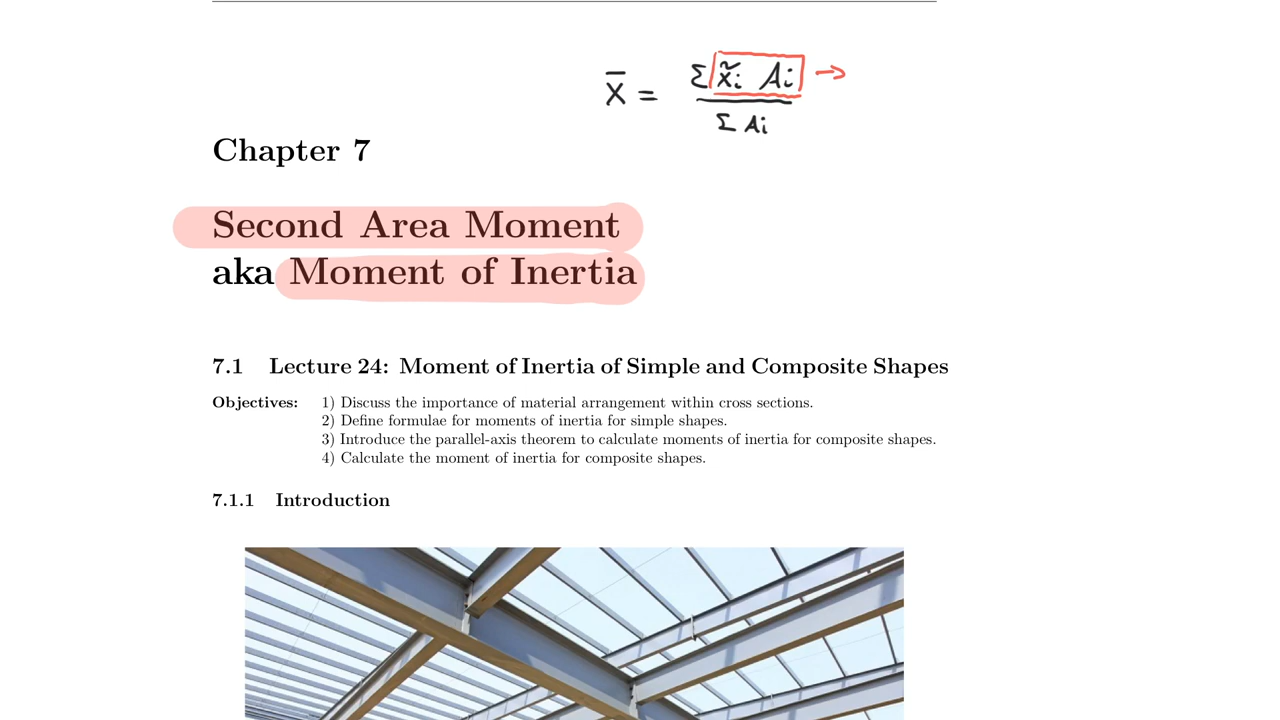 x̄ = Σ x̃i Ai →
Σ Ai
Chapter 7
Second Area Moment
aka Moment of Inertia
7.1 Lecture 24: Moment of Inertia of Simple and Composite Shapes
Objectives: 1) Discuss the importance of material arrangement within cross sections.
2) Define formulae for moments of inertia for simple shapes.
3) Introduce the parallel-axis theorem to calculate moments of inertia for composite shapes.
4) Calculate the moment of inertia for composite shapes.
7.1.1 Introduction